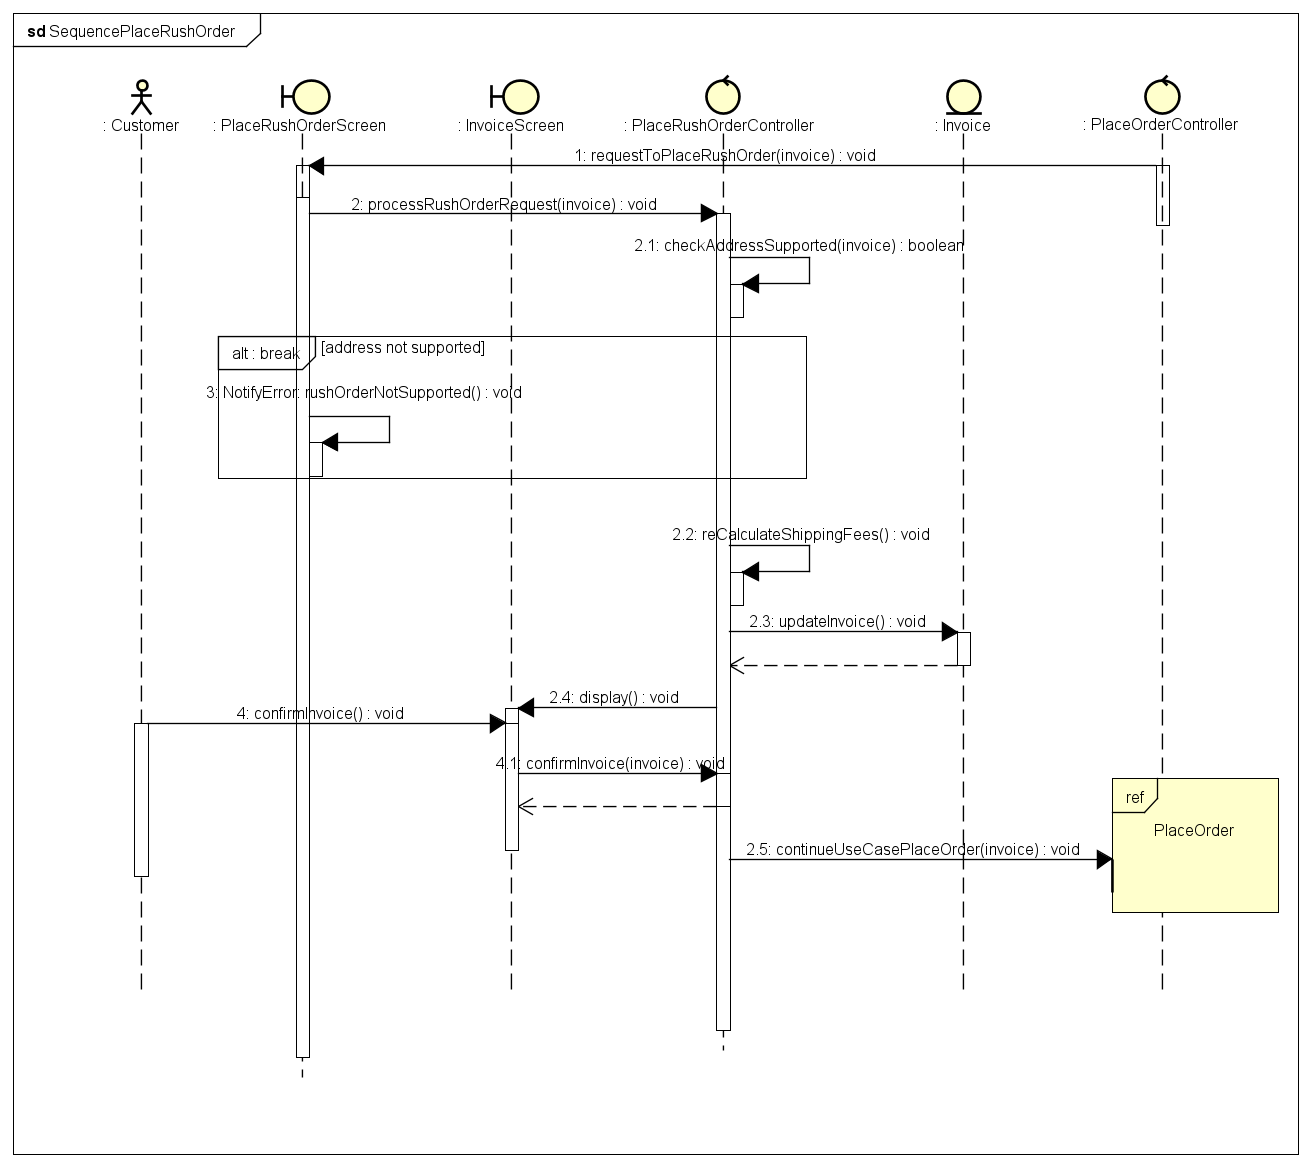 sd SequencePlaceRushOrder
: Customer
: PlaceRushOrderScreen
: InvoiceScreen
: PlaceRushOrderController
: Invoice
: PlaceOrderController
1: requestToPlaceRushOrder(invoice) : void
2: processRushOrderRequest(invoice) : void
2.1: checkAddressSupported(invoice) : boolean
alt : break
[address not supported]
3: NotifyError: rushOrderNotSupported() : void
2.2: reCalculateShippingFees() : void
2.3: updateInvoice() : void
2.4: display() : void
4: confirmInvoice() : void
4.1: confirmInvoice(invoice) : void
ref
PlaceOrder
2.5: continueUseCasePlaceOrder(invoice) : void